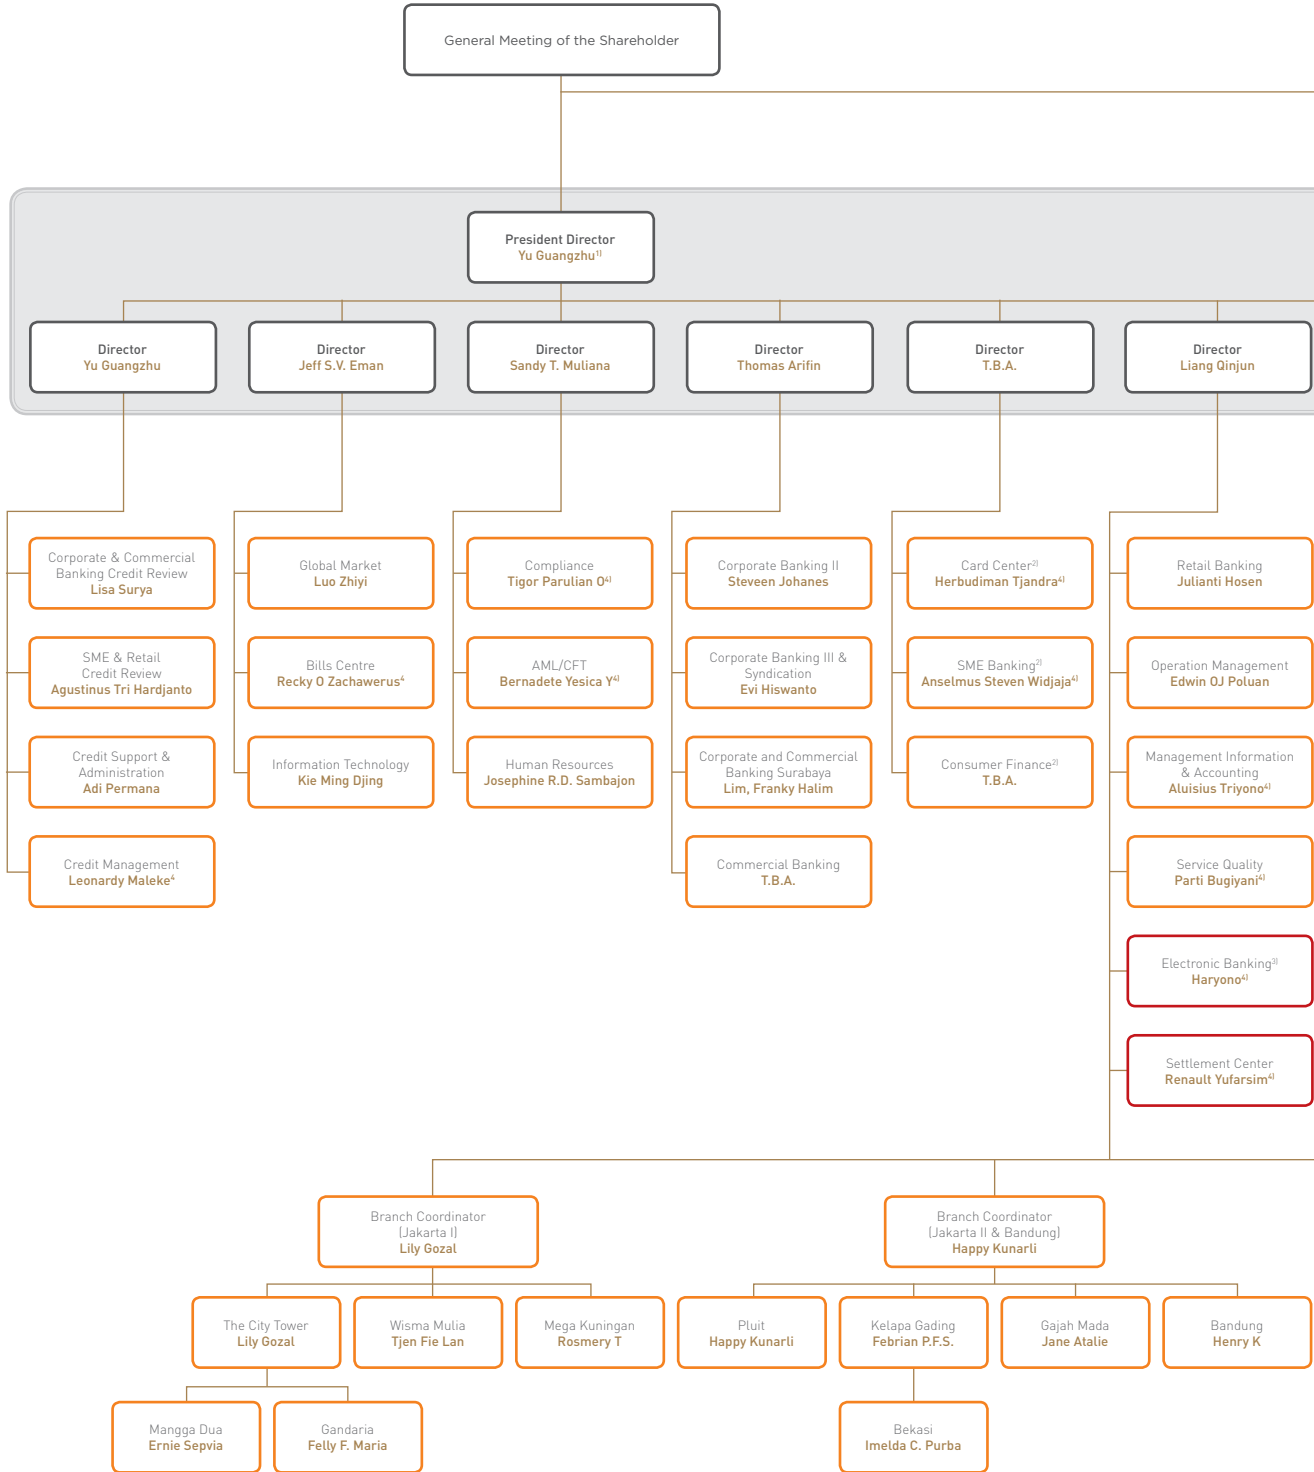 General Meeting of the Shareholder
President Director
Yu Guangzhu1)
Director
Yu Guangzhu
Director
Jeff S.V. Eman
Director
Sandy T. Muliana
Director
Thomas Arifin
Director
T.B.A.
Director
Liang Qinjun
Corporate & Commercial
Banking Credit Review
Lisa Surya
Global Market
Luo Zhiyi
Compliance
Tigor Parulian O4)
Corporate Banking II
Steveen Johanes
Card Center2)
Herbudiman Tjandra4)
Retail Banking
Julianti Hosen
SME & Retail
Credit Review
Agustinus Tri Hardjanto
Bills Centre
Recky O Zachawerus4
AML/CFT
Bernadete Yesica Y4)
Corporate Banking III &
Syndication
Evi Hiswanto
SME Banking2)
Anselmus Steven Widjaja4)
Operation Management
Edwin OJ Poluan
Credit Support &
Administration
Adi Permana
Information Technology
Kie Ming Djing
Human Resources
Josephine R.D. Sambajon
Corporate and Commercial
Banking Surabaya
Lim, Franky Halim
Consumer Finance2)
T.B.A.
Management Information
& Accounting
Aluisius Triyono4)
Credit Management
Leonardy Maleke4
Commercial Banking
T.B.A.
Service Quality
Parti Bugiyani4)
Electronic Banking3)
Haryono4)
Settlement Center
Renault Yufarsim4)
Branch Coordinator
(Jakarta I)
Lily Gozal
Branch Coordinator
(Jakarta II & Bandung)
Happy Kunarli
The City Tower
Lily Gozal
Wisma Mulia
Tjen Fie Lan
Mega Kuningan
Rosmery T
Pluit
Happy Kunarli
Kelapa Gading
Febrian P.F.S.
Gajah Mada
Jane Atalie
Bandung
Henry K
Mangga Dua
Ernie Sepvia
Gandaria
Felly F. Maria
Bekasi
Imelda C. Purba